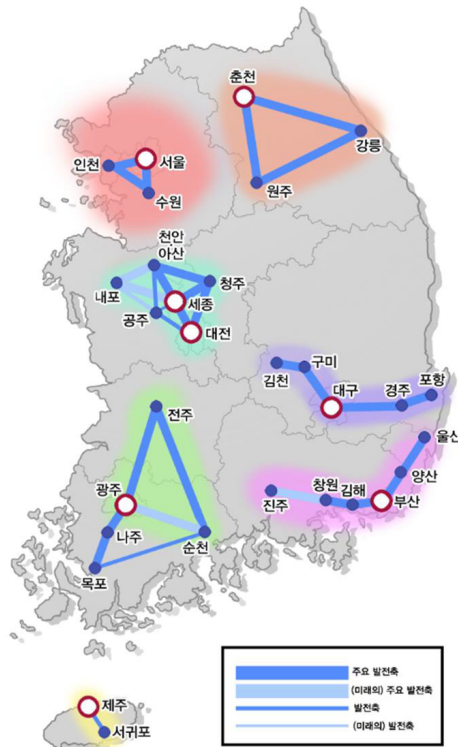 춘천
강릉
원주
인천
서울
수원
천안
아산
내포
청주
세종
공주
대전
김천
구미
대구
경주
포항
울산
전주
양산
광주
창원
김해
진주
부산
나주
순천
목포
주요 발전축
(미래의) 주요 발전축
발전축
(미래의) 발전축
제주
서귀포